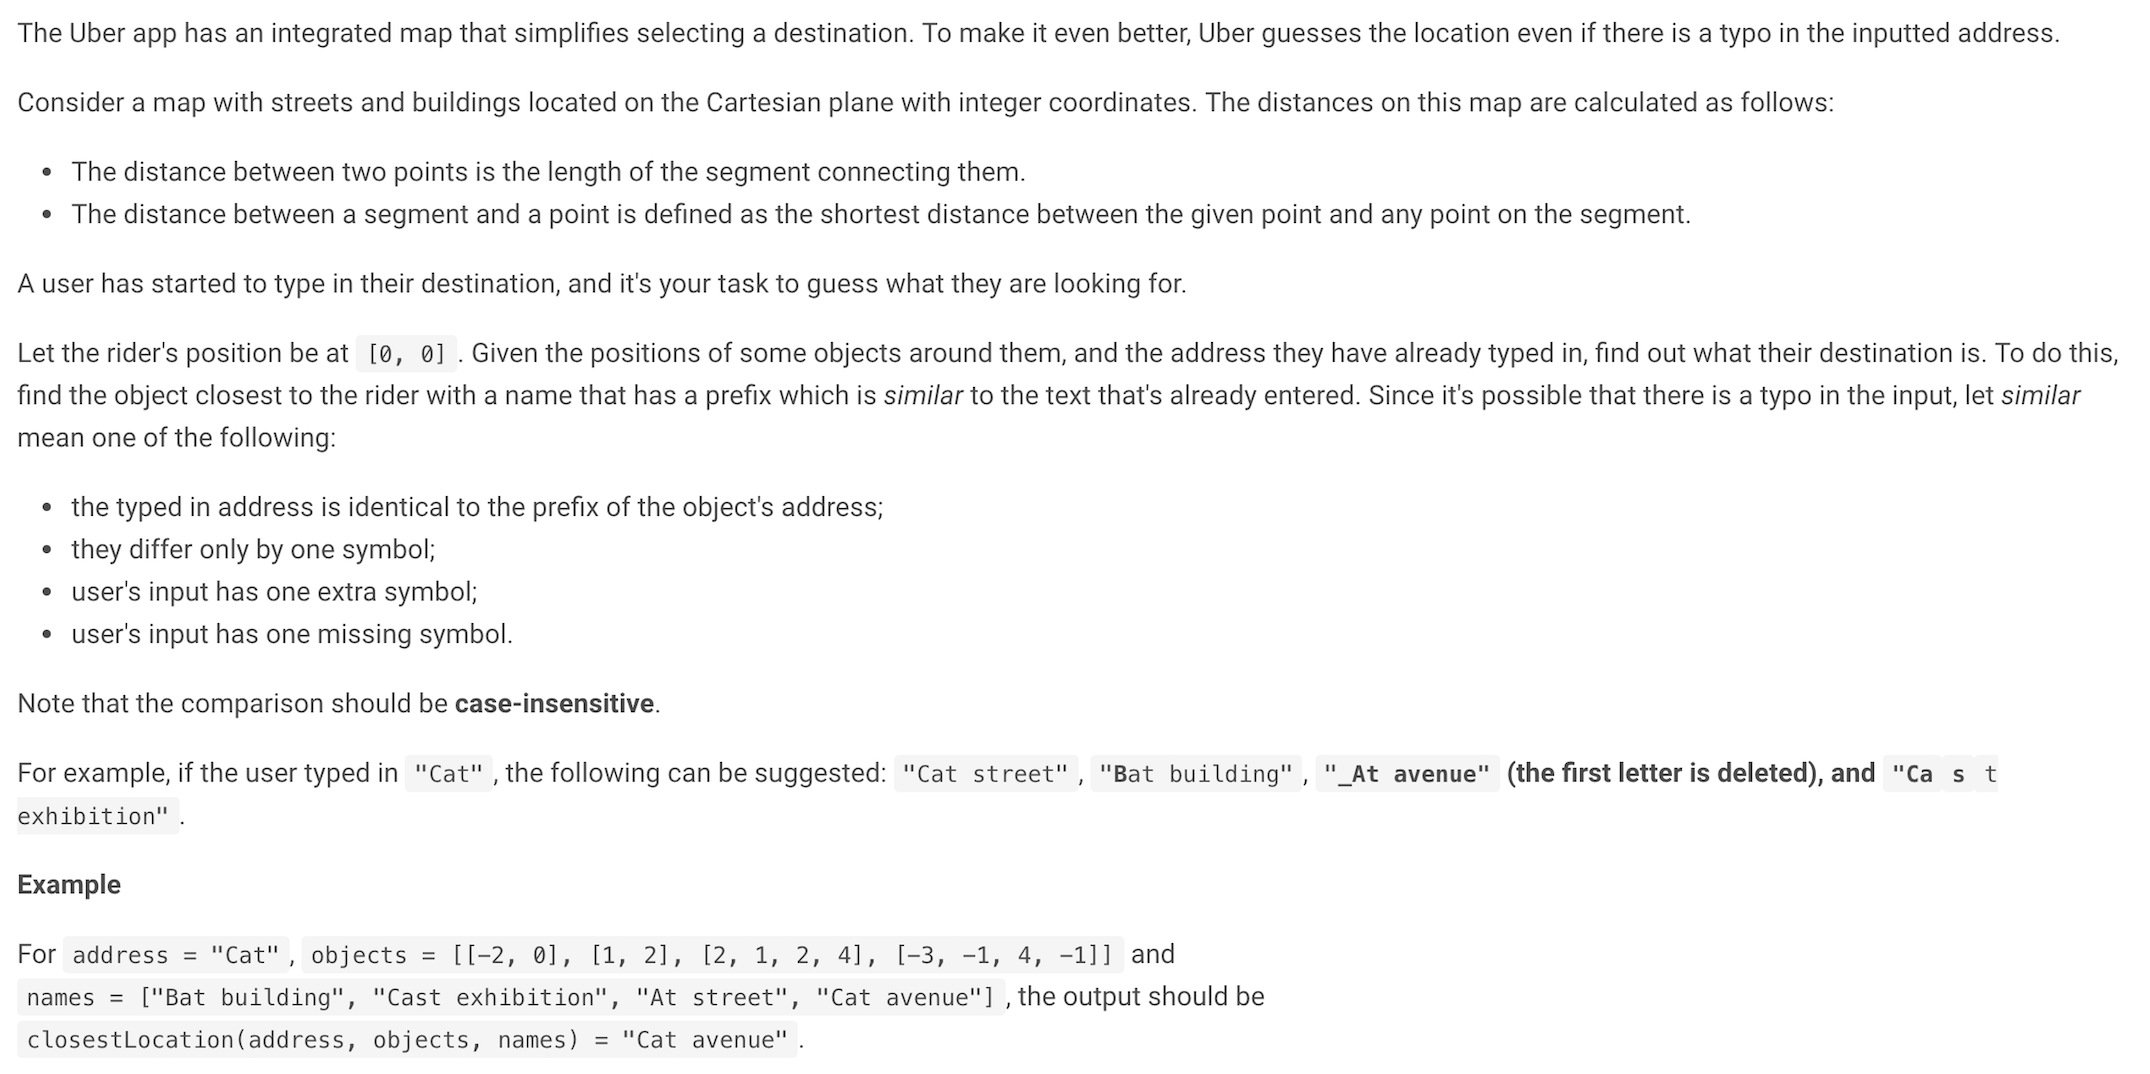 The Uber app has an integrated map that simplifies selecting a destination. To make it even better, Uber guesses the location even if there is a typo in the inputted address.
Consider a map with streets and buildings located on the Cartesian plane with integer coordinates. The distances on this map are calculated as follows:
• The distance between two points is the length of the segment connecting them.
• The distance between a segment and a point is defined as the shortest distance between the given point and any point on the segment.
A user has started to type in their destination, and it's your task to guess what they are looking for.
Let the rider's position be at [0, 0] . Given the positions of some objects around them, and the address they have already typed in, find out what their destination is. To do this,
find the object closest to the rider with a name that has a prefix which is similar to the text that's already entered. Since it's possible that there is a typo in the input, let similar
mean one of the following:
• the typed in address is identical to the prefix of the object's address;
• they differ only by one symbol;
• user's input has one extra symbol;
• user's input has one missing symbol.
Note that the comparison should be case-insensitive.
For example, if the user typed in "Cat" , the following can be suggested: "Cat street" , "Bat building" , "_At avenue" (the first letter is deleted), and "Ca s t
exhibition" .
Example
For address = "Cat" , objects = [[-2, 0], [1, 2], [2, 1, 2, 4], [-3, -1, 4, -1]] and
names = ["Bat building", "Cast exhibition", "At street", "Cat avenue"] , the output should be
closestLocation(address, objects, names) = "Cat avenue" .